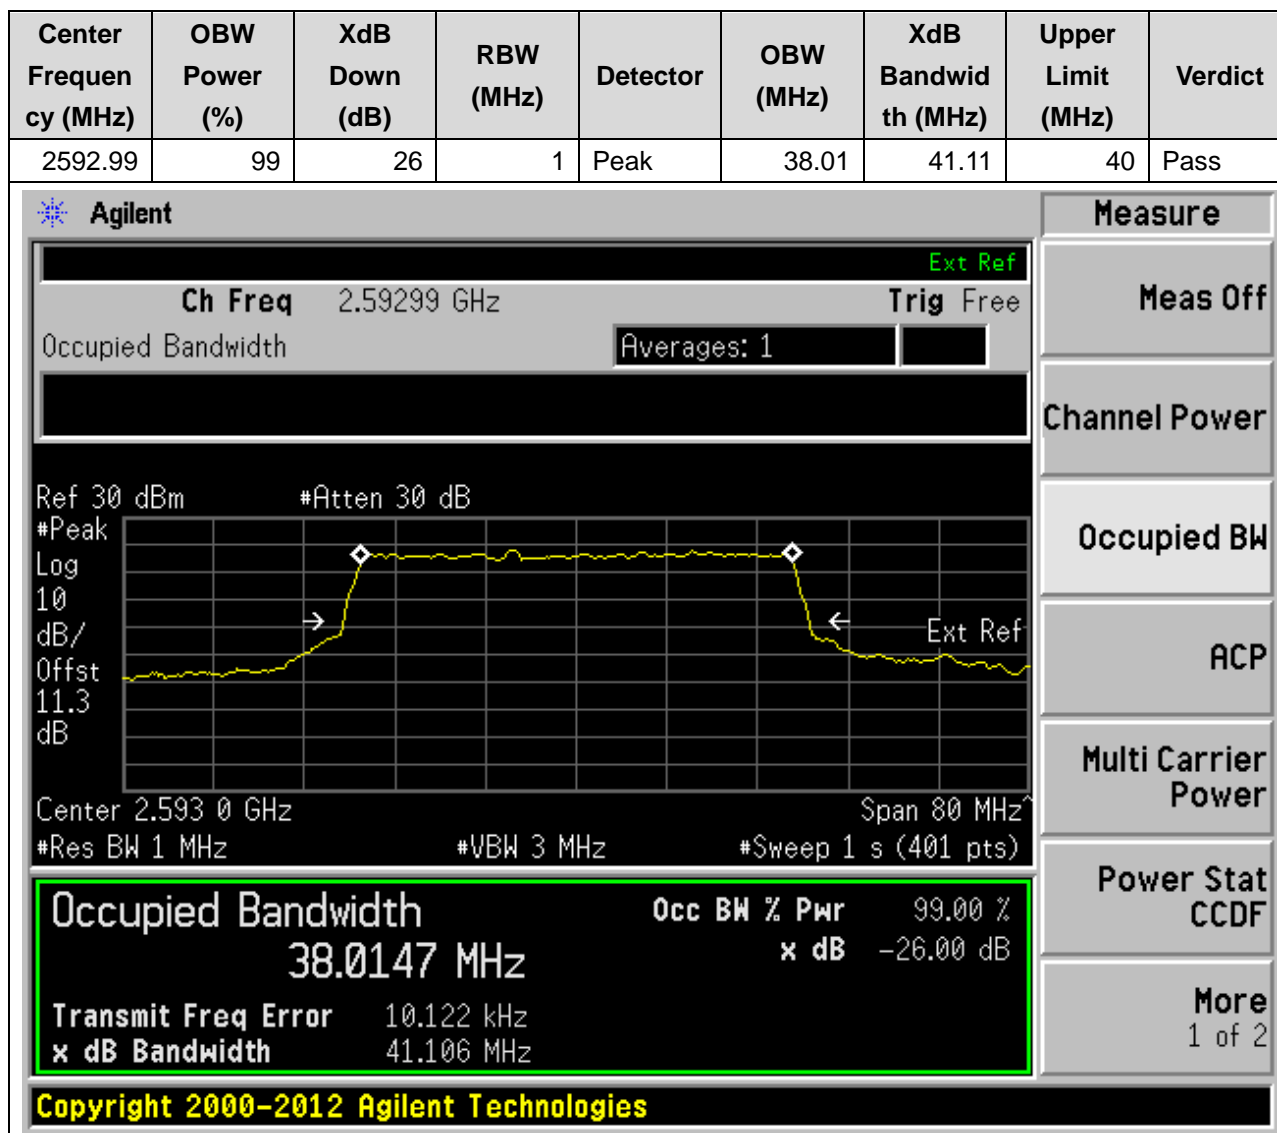 Center Frequen cy (MHz)
OBW Power (%)
XdB Down (dB)
RBW (MHz)
Detector
OBW (MHz)
XdB Bandwid th (MHz)
Upper Limit (MHz)
Verdict
2592.99 99 26 1 Peak 38.01 41.11 40 Pass
Agilent
Measure
Ext Ref
Ch Freq 2.59299 GHz Trig Free
Meas Off
Occupied Bandwidth Averages: 1
Channel Power
Ref 30 dBm #Atten 30 dB
#Peak
Log
10
dB/
Offst
11.3
dB
Ext Ref
Occupied BW
ACP
Multi Carrier
Power
Center 2.593 0 GHz Span 80 MHz^
#Res BW 1 MHz #VBW 3 MHz #Sweep 1 s (401 pts)
Power Stat
CCDF
Occupied Bandwidth Occ BW % Pwr 99.00 %
38.0147 MHz x dB -26.00 dB
Transmit Freq Error 10.122 kHz
x dB Bandwidth 41.106 MHz
More
1 of 2
Copyright 2000-2012 Agilent Technologies